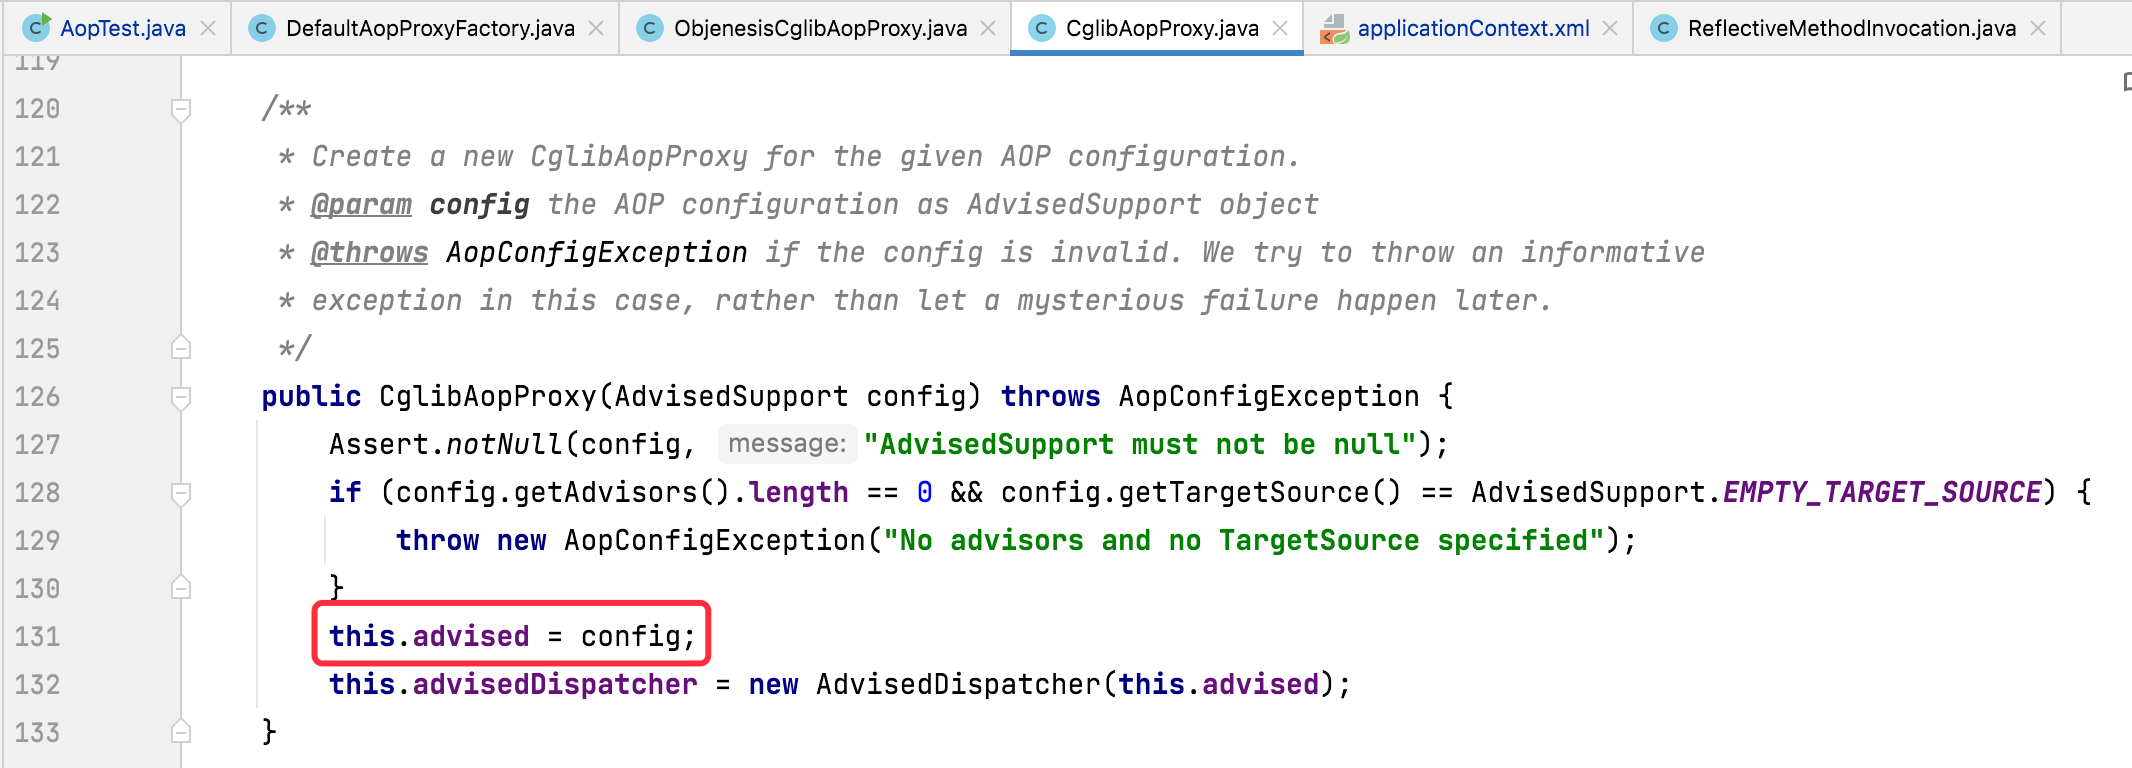 AopTest.java DefaultAopProxyFactory.java ObjenesisCglibAopProxy.java CglibAopProxy.java applicationContext.xml ReflectiveMethodInvocation.java
119
120 /**
121 * Create a new CglibAopProxy for the given AOP configuration.
122 * @param config the AOP configuration as AdvisedSupport object
123 * @throws AopConfigException if the config is invalid. We try to throw an informative
124 * exception in this case, rather than let a mysterious failure happen later.
125 */
126 public CglibAopProxy(AdvisedSupport config) throws AopConfigException {
127 Assert.notNull(config, message: "AdvisedSupport must not be null");
128 if (config.getAdvisors().length == 0 && config.getTargetSource() == AdvisedSupport.EMPTY_TARGET_SOURCE) {
129 throw new AopConfigException("No advisors and no TargetSource specified");
130 }
131 this.advised = config;
132 this.advisedDispatcher = new AdvisedDispatcher(this.advised);
133 }